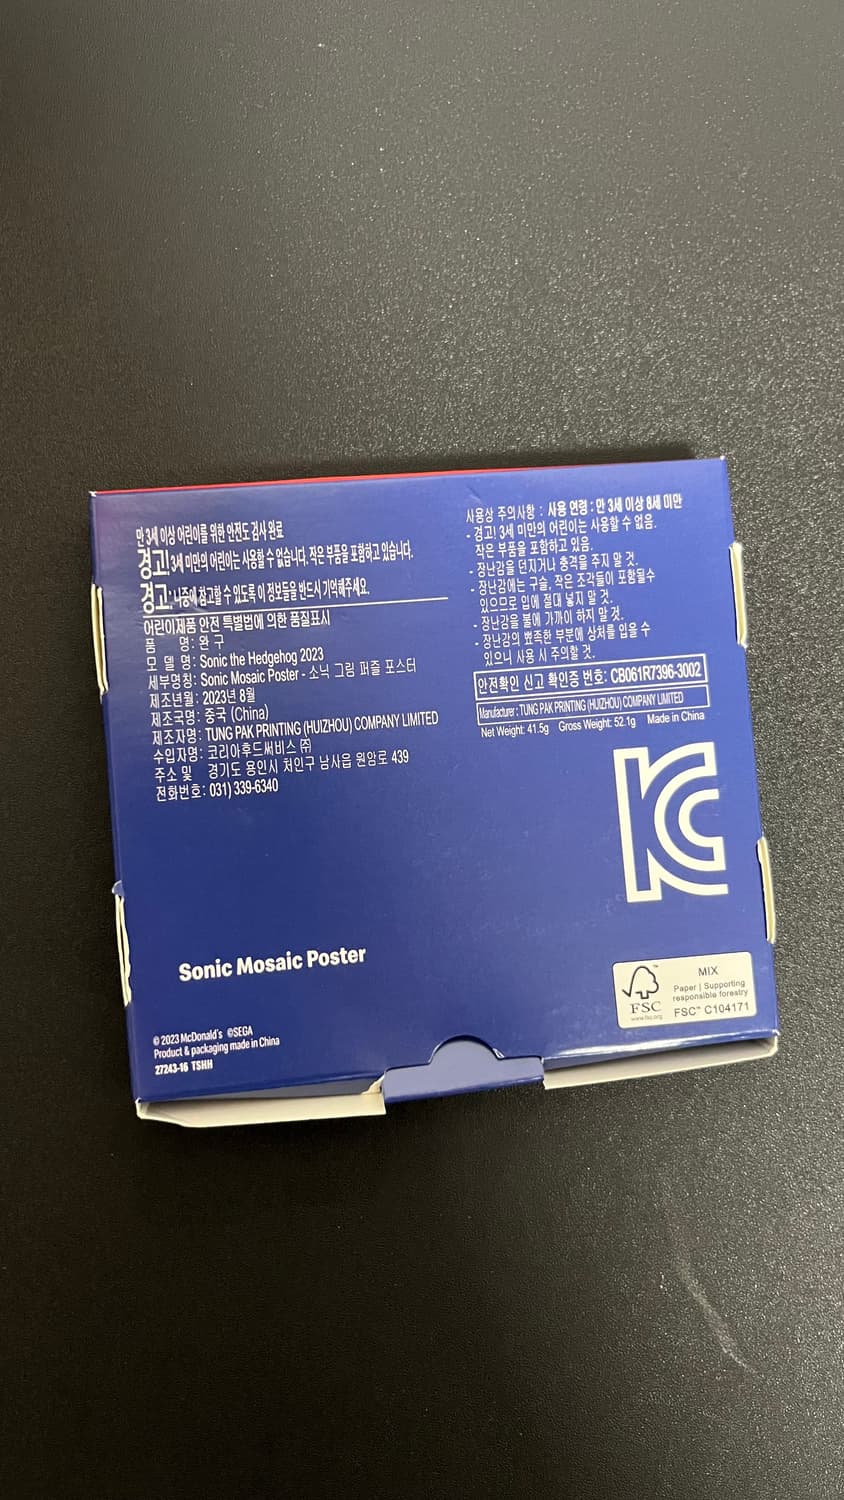 만 3세 이상 어린이를 위한 안전도 검사 완료
경고! 3세 미만의 어린이는 사용할 수 없습니다. 작은 부품을 포함하고 있습니다.
경고: 나중에 참고할 수 있도록 이 정보들을 반드시 기억해주세요.
어린이제품 안전 특별법에 의한 품질표시
품 명: 완 구
모 델 명: Sonic the Hedgehog 2023
세부명칭: Sonic Mosaic Poster - 소닉 그림 퍼즐 포스터
제조년월: 2023년 8월
제조국명: 중국 (China)
제조자명: TUNG PAK PRINTING (HUIZHOU) COMPANY LIMITED
수입자명: 코리아후드써비스 ㈜
주소 및 경기도 용인시 처인구 남사읍 원암로 439
전화번호: 031) 339-6340
사용상 주의사항 : 사용 연령 : 만 3세 이상 8세 미만
- 경고! 3세 미만의 어린이는 사용할 수 없음.
작은 부품을 포함하고 있음.
- 장난감을 던지거나 충격을 주지 말 것.
- 장난감에는 구슬, 작은 조각들이 포함될수
있으므로 입에 절대 넣지 말 것.
- 장난감을 불에 가까이 하지 말 것.
- 장난감의 뾰족한 부분에 상처를 입을 수
있으니 사용 시 주의할 것.
안전확인 신고 확인증 번호: CB061R7396-3002
Manufacturer : TUNG PAK PRINTING (HUIZHOU) COMPANY LIMITED
Net Weight: 41.5g Gross Weight: 52.1g Made in China
KC
Sonic Mosaic Poster
© 2023 McDonald's ©SEGA
Product & packaging made in China
27243-16 TSHH
FSC
www.fsc.org
MIX
Paper | Supporting
responsible forestry
FSC™ C104171